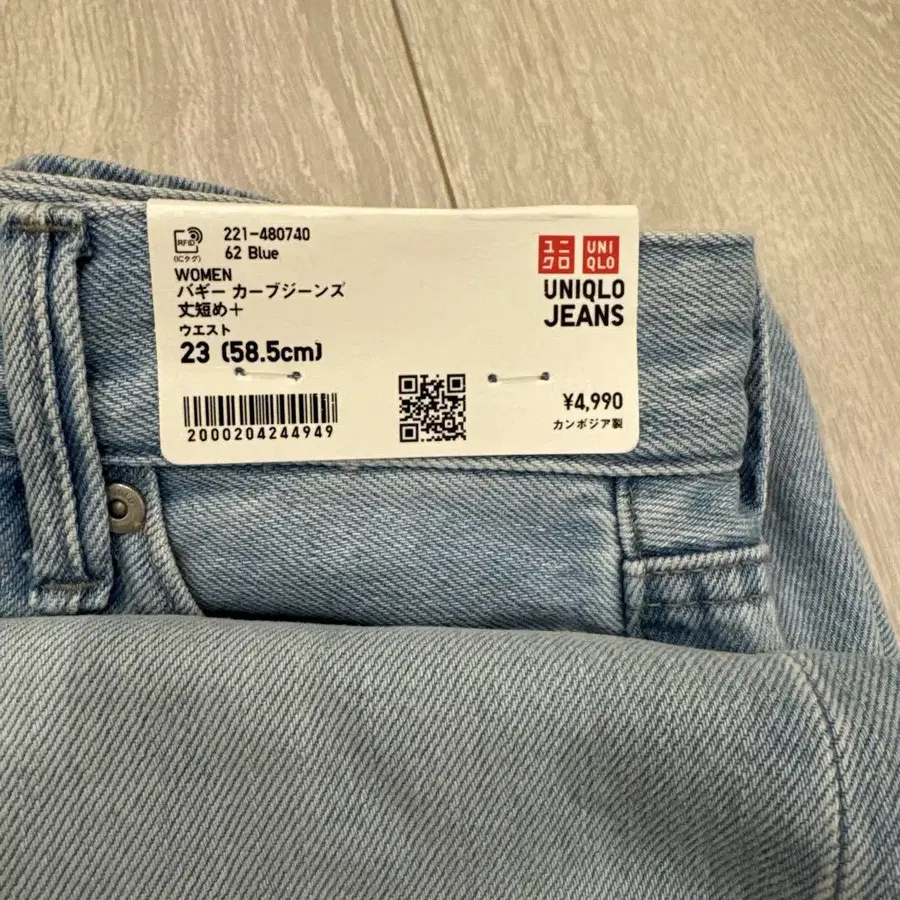 RFID
(ICタグ)
221-480740
62 Blue
WOMEN
バギー カーブジーンズ
丈短め＋
ウエスト
23 (58.5cm)
2000204244949
ユニ
クロ
UNI
QLO
UNIQLO
JEANS
¥4,990
カンボジア製